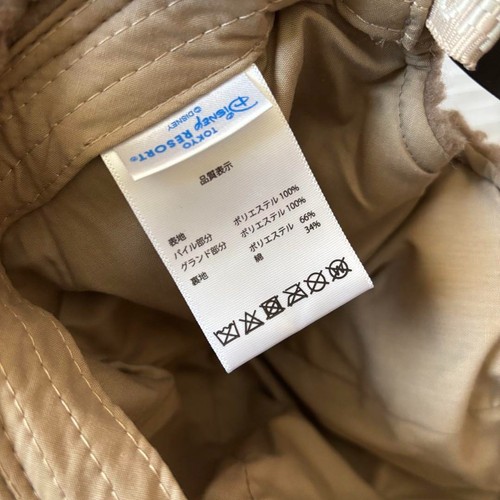 Disney
TOKYO
RESORT®
© DISNEY
品質表示
表地
パイル部分 ポリエステル 100%
グランド部分 ポリエステル 100%
裏地 ポリエステル 66%
綿 34%